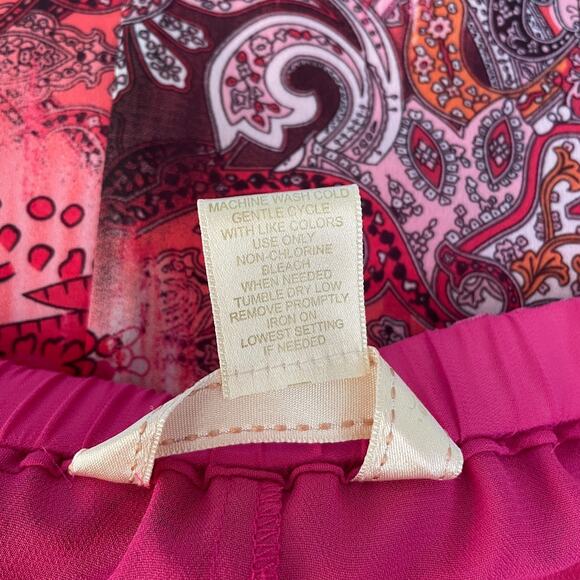 MACHINE WASH COLD
GENTLE CYCLE
WITH LIKE COLORS
USE ONLY
NON-CHLORINE
BLEACH
WHEN NEEDED
TUMBLE DRY LOW
REMOVE PROMPTLY
IRON ON
LOWEST SETTING
IF NEEDED